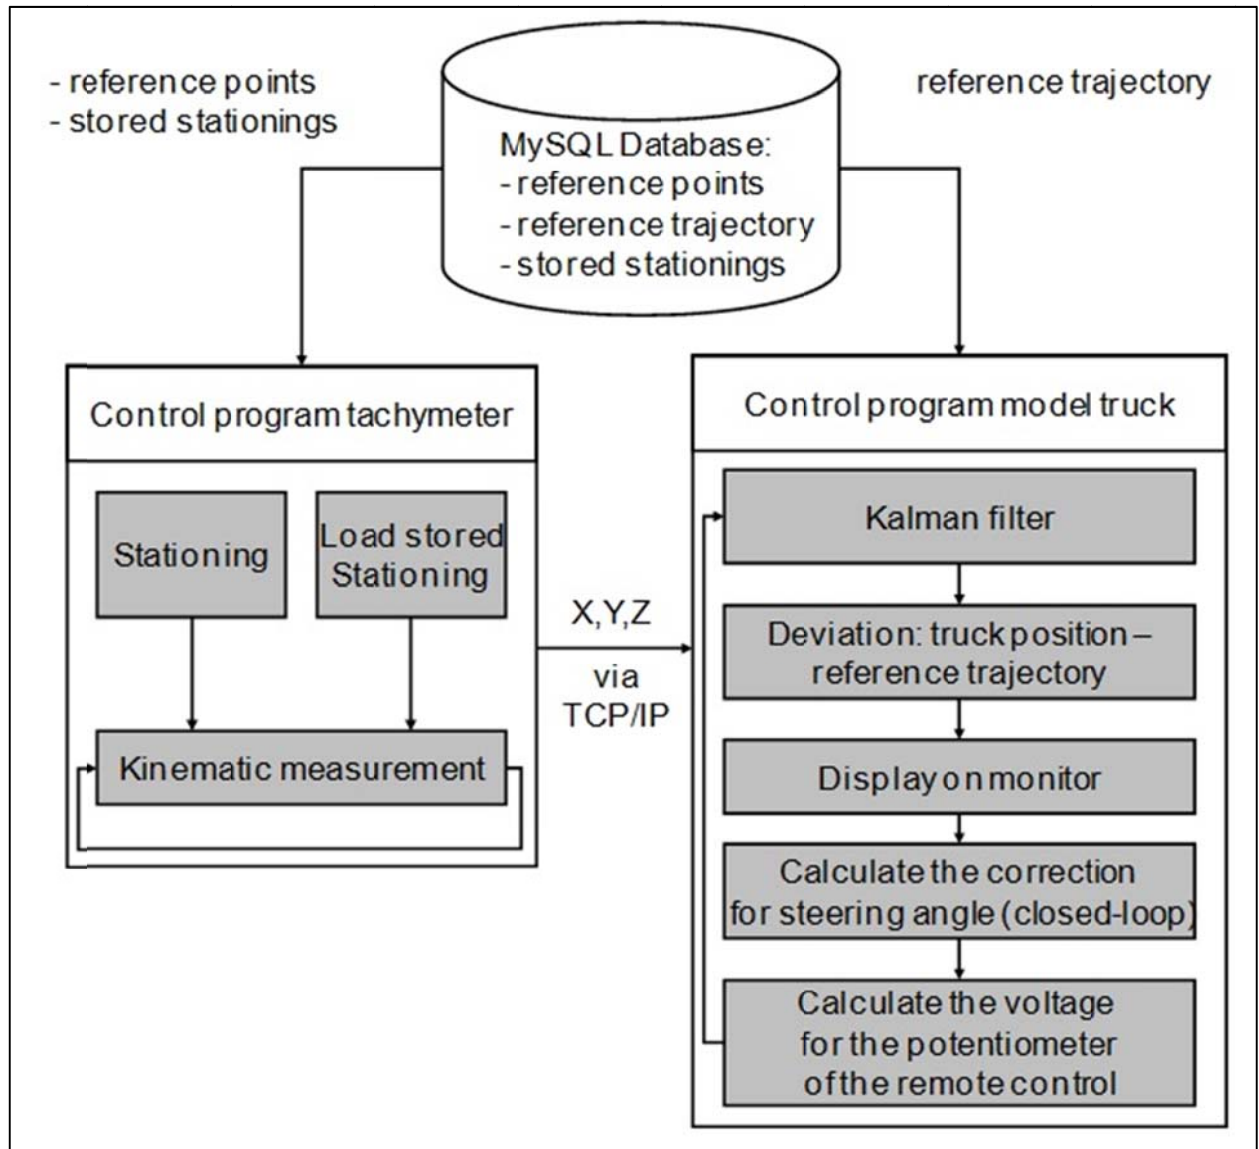 - reference points
- stored stationings
reference trajectory
MySQL Database:
- reference points
- reference trajectory
- stored stationings
Control program tachymeter
Stationing
Load stored
Stationing
Kinematic measurement
X,Y,Z
via
TCP/IP
Control program model truck
Kalman filter
Deviation: truck position –
reference trajectory
Display on monitor
Calculate the correction
for steering angle (closed-loop)
Calculate the voltage
for the potentiometer
of the remote control